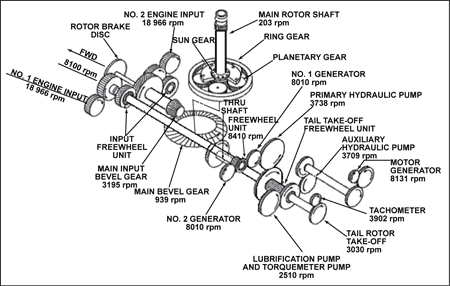 NO. 2 ENGINE INPUT
18 966 rpm
ROTOR BRAKE
DISC
MAIN ROTOR SHAFT
203 rpm
SUN GEAR
RING GEAR
PLANETARY GEAR
FWD
8100 rpm
NO. 1 ENGINE INPUT
18 966 rpm
NO. 1 GENERATOR
8010 rpm
THRU
SHAFT
FREEWHEEL
UNIT
8410 rpm
PRIMARY HYDRAULIC PUMP
3738 rpm
TAIL TAKE-OFF
FREEWHEEL UNIT
AUXILIARY
HYDRAULIC PUMP
3709 rpm
MOTOR
GENERATOR
8131 rpm
INPUT
FREEWHEEL
UNIT
MAIN INPUT
BEVEL GEAR
3195 rpm
MAIN BEVEL GEAR
939 rpm
NO. 2 GENERATOR
8010 rpm
TACHOMETER
3902 rpm
TAIL ROTOR
TAKE-OFF
3030 rpm
LUBRIFICATION PUMP
AND TORQUEMETER PUMP
2510 rpm